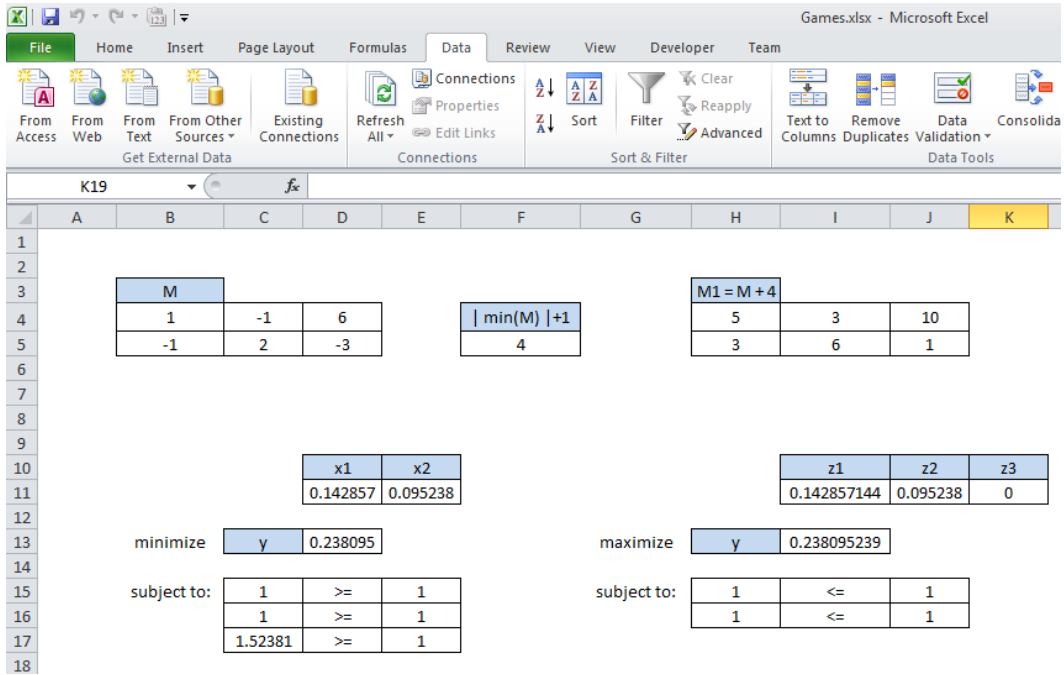 Games.xlsx - Microsoft Excel
File Home Insert Page Layout Formulas Data Review View Developer Team
From Access
From Web
From Text
From Other Sources
Existing Connections
Get External Data
Refresh All
Connections
Properties
Edit Links
Connections
A Z
Z A
A Z Z A
Sort
Filter
Clear
Reapply
Advanced
Sort & Filter
Text to Columns
Remove Duplicates
Data Validation
Consolida
Data Tools
K19 fx
A B C D E F G H I J K
1
2
3 M M1 = M + 4
4 1 -1 6 | min(M) |+1 5 3 10
5 -1 2 -3 4 3 6 1
6
7
8
9
10 x1 x2 z1 z2 z3
11 0.142857 0.095238 0.142857144 0.095238 0
12
13 minimize y 0.238095 maximize y 0.238095239
14
15 subject to: 1 >= 1 subject to: 1 <= 1
16 1 >= 1 1 <= 1
17 1.52381 >= 1
18